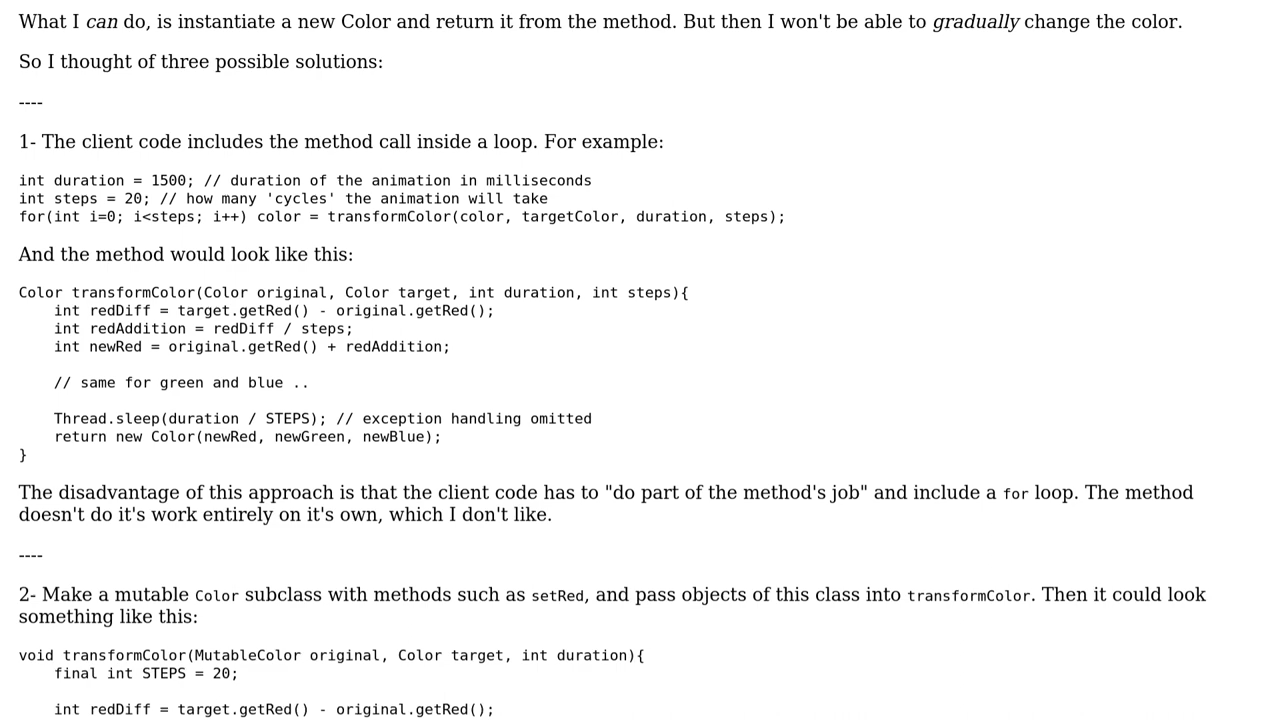 What I can do, is instantiate a new Color and return it from the method. But then I won't be able to gradually change the color.
So I thought of three possible solutions:
----
1- The client code includes the method call inside a loop. For example:
int duration = 1500; // duration of the animation in milliseconds
int steps = 20; // how many 'cycles' the animation will take
for(int i=0; i<steps; i++) color = transformColor(color, targetColor, duration, steps);
And the method would look like this:
Color transformColor(Color original, Color target, int duration, int steps){
    int redDiff = target.getRed() - original.getRed();
    int redAddition = redDiff / steps;
    int newRed = original.getRed() + redAddition;
    // same for green and blue ..
    Thread.sleep(duration / STEPS); // exception handling omitted
    return new Color(newRed, newGreen, newBlue);
}
The disadvantage of this approach is that the client code has to "do part of the method's job" and include a for loop. The method
doesn't do it's work entirely on it's own, which I don't like.
----
2- Make a mutable Color subclass with methods such as setRed, and pass objects of this class into transformColor. Then it could look
something like this:
void transformColor(MutableColor original, Color target, int duration){
    final int STEPS = 20;
    int redDiff = target.getRed() - original.getRed();